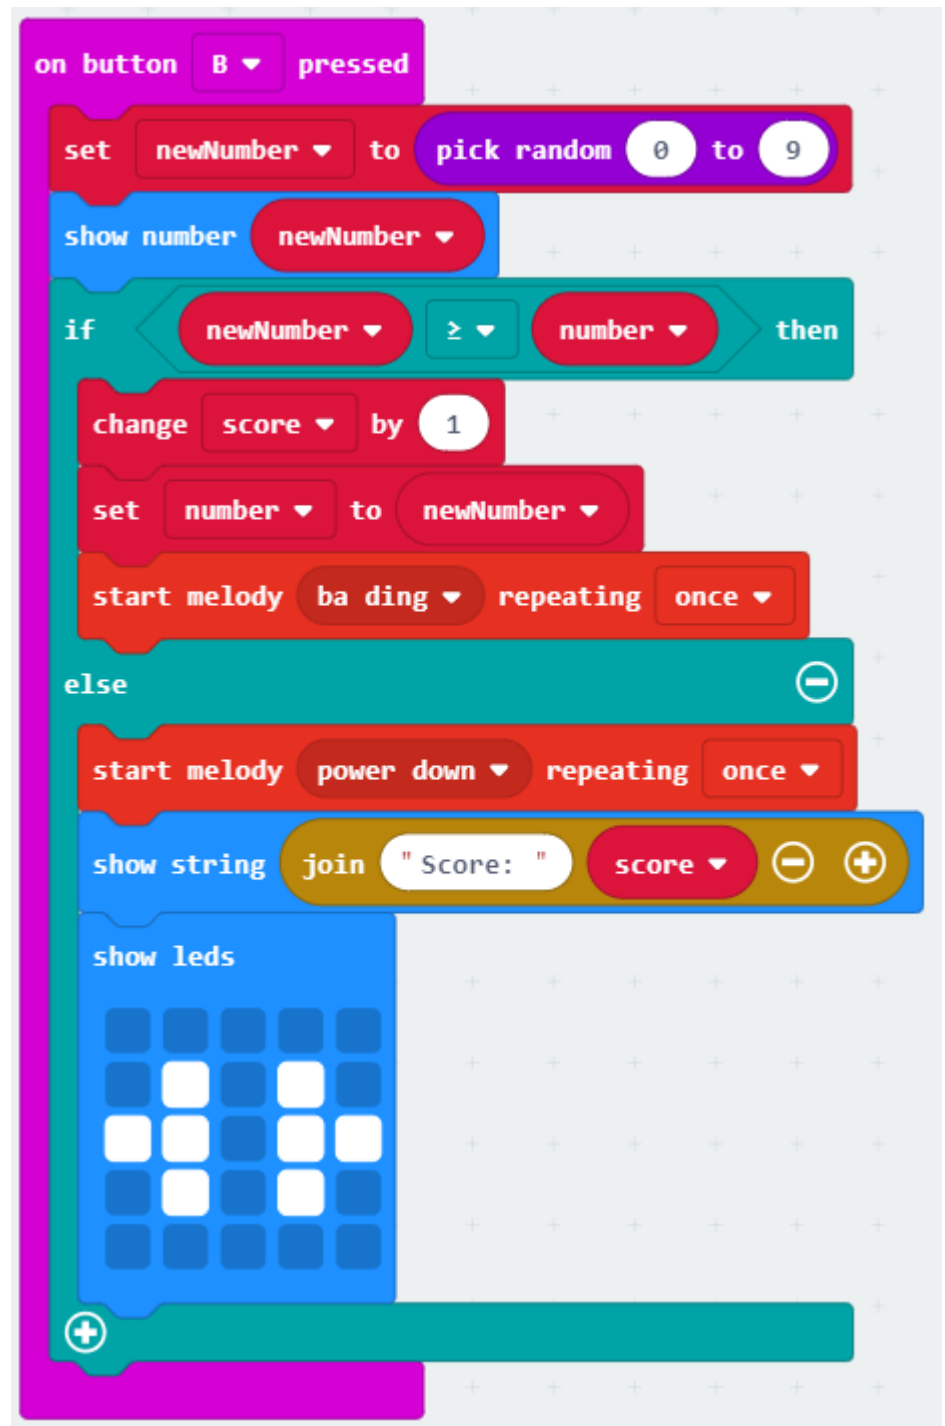 on button B pressed
set newNumber to pick random 0 to 9
show number newNumber
if newNumber ≥ number then
change score by 1
set number to newNumber
start melody ba ding repeating once
else
start melody power down repeating once
show string join "Score: " score
show leds